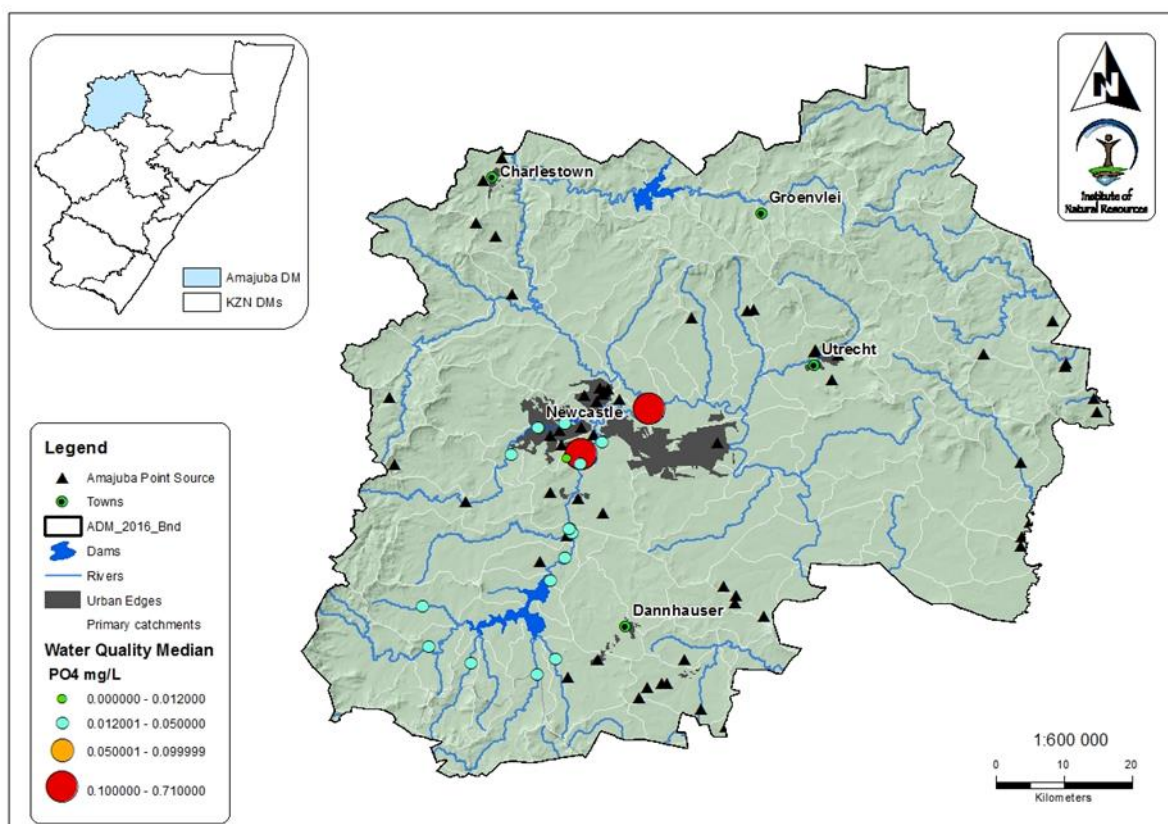 Amajuba DM
KZN DMs
N
Institute of
Natural Resources
Charlestown
Groenvlei
Utrecht
Newcastle
Dannhauser
Legend
Amajuba Point Source
Towns
ADM_2016_Bnd
Dams
Rivers
Urban Edges
Primary catchments
Water Quality Median
PO4 mg/L
0.000000 - 0.012000
0.012001 - 0.050000
0.050001 - 0.099999
0.100000 - 0.710000
1:600 000
0 5 10 20
Kilometers